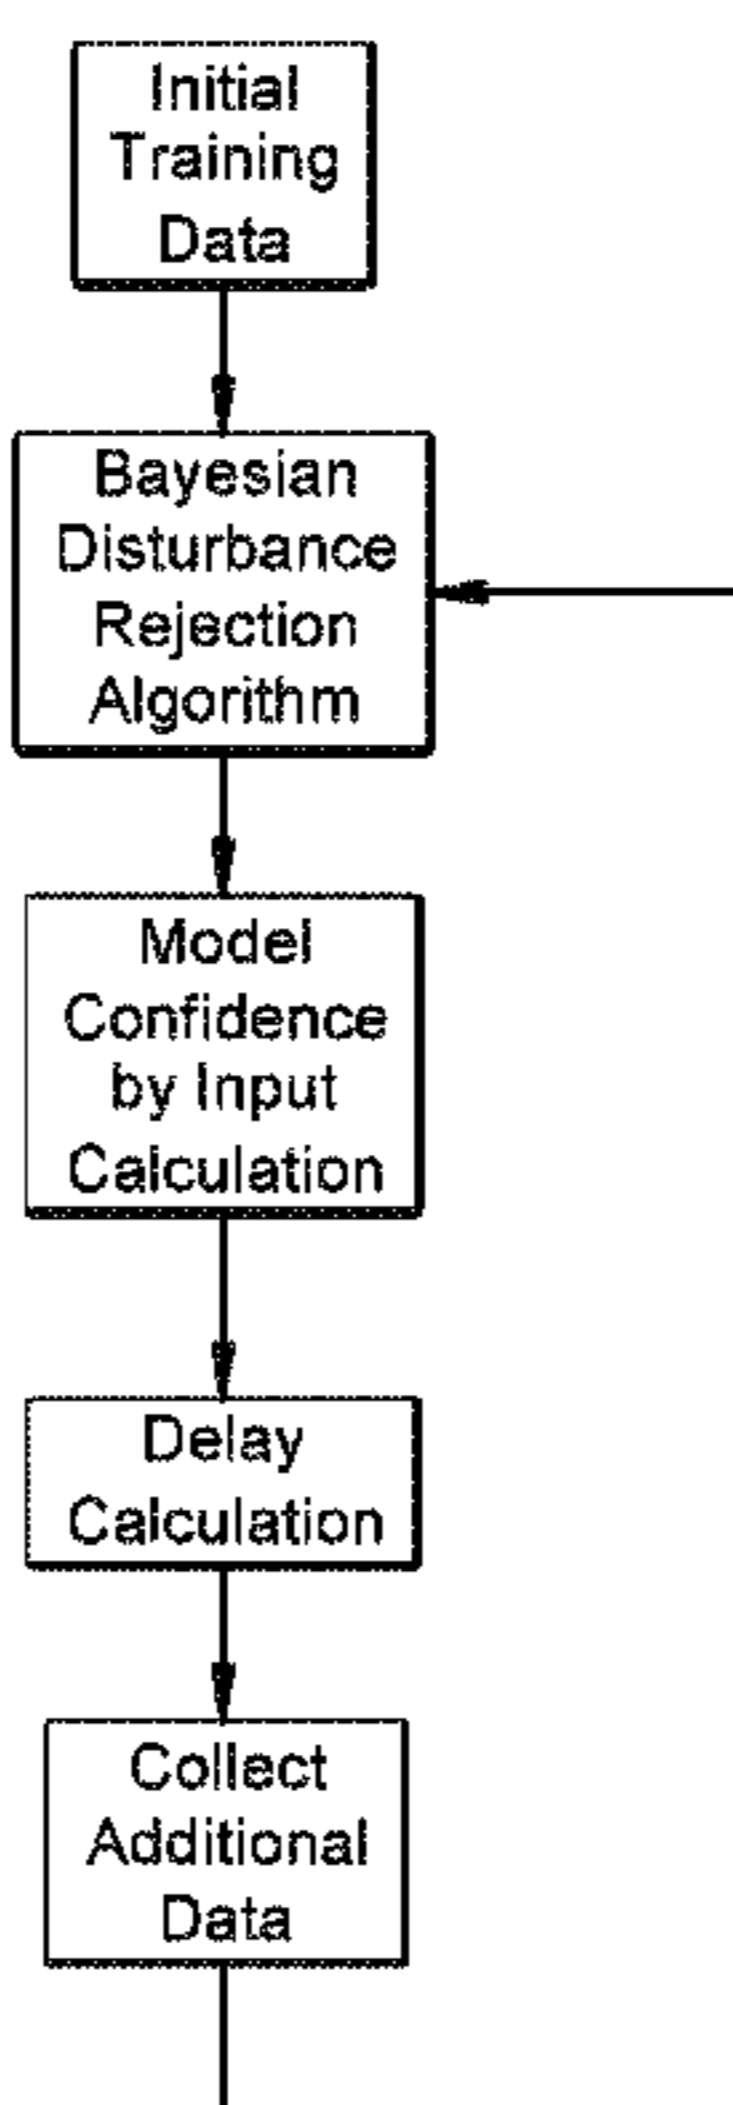 Initial
Training
Data
Bayesian
Disturbance
Rejection
Algorithm
Model
Confidence
by Input
Calculation
Delay
Calculation
Collect
Additional
Data